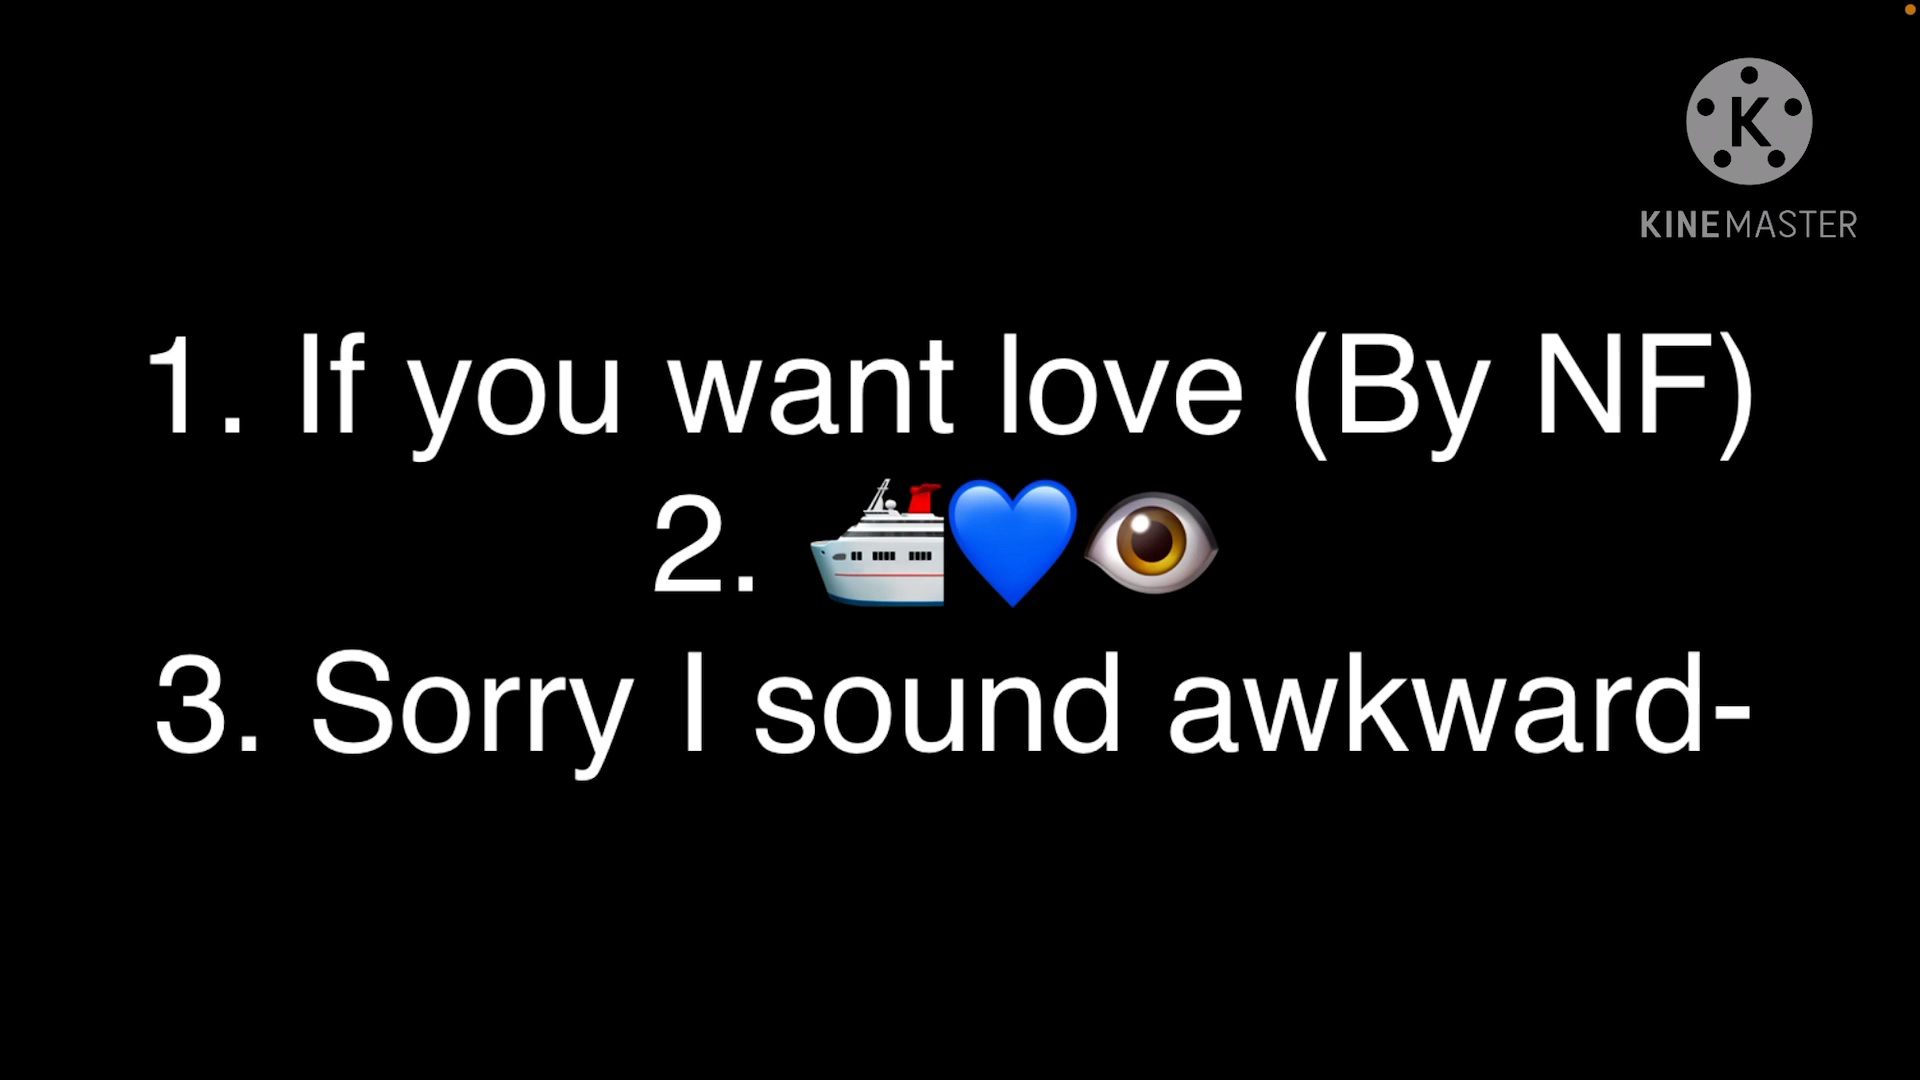 K
KINEMASTER
1. If you want love (By NF)
2. 🛳💙👁
3. Sorry I sound awkward-